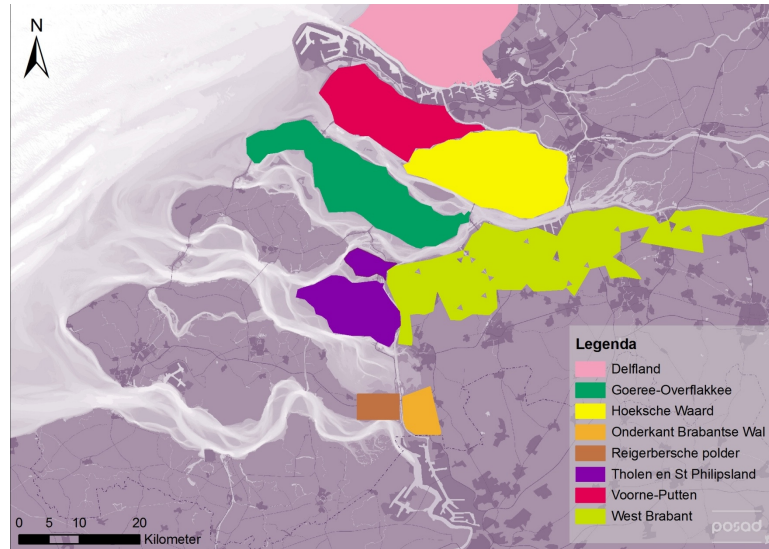 N
Legenda
Delfland
Goeree-Overflakkee
Hoeksche Waard
Onderkant Brabantse Wal
Reigerbersche polder
Tholen en St Philipsland
Voorne-Putten
West Brabant
0 5 10 20
Kilometer
posad